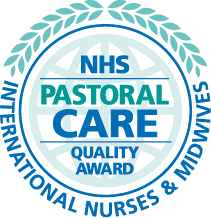 NHS
PASTORAL
CARE
QUALITY
AWARD
INTERNATIONAL NURSES & MIDWIVES